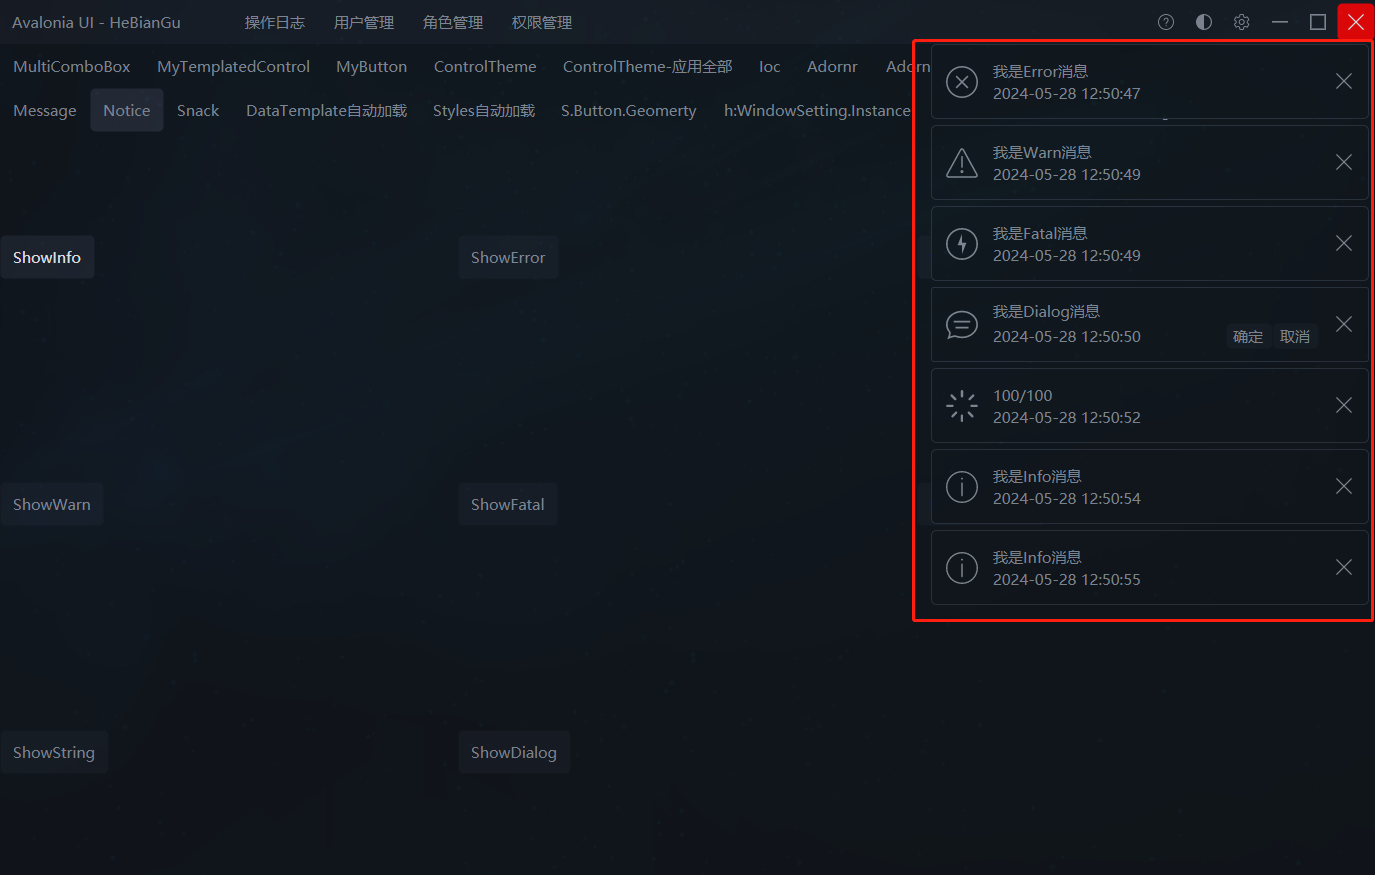 Avalonia UI - HeBianGu 操作日志 用户管理 角色管理 权限管理
MultiComboBox MyTemplatedControl MyButton ControlTheme ControlTheme-应用全部 Ioc Adornr Adorn
Message Notice Snack DataTemplate自动加载 Styles自动加载 S.Button.Geomerty h:WindowSetting.Instance
我是Error消息
2024-05-28 12:50:47
我是Warn消息
2024-05-28 12:50:49
我是Fatal消息
2024-05-28 12:50:49
我是Dialog消息
2024-05-28 12:50:50
确定 取消
100/100
2024-05-28 12:50:52
我是Info消息
2024-05-28 12:50:54
我是Info消息
2024-05-28 12:50:55
ShowInfo ShowError
ShowWarn ShowFatal
ShowString ShowDialog